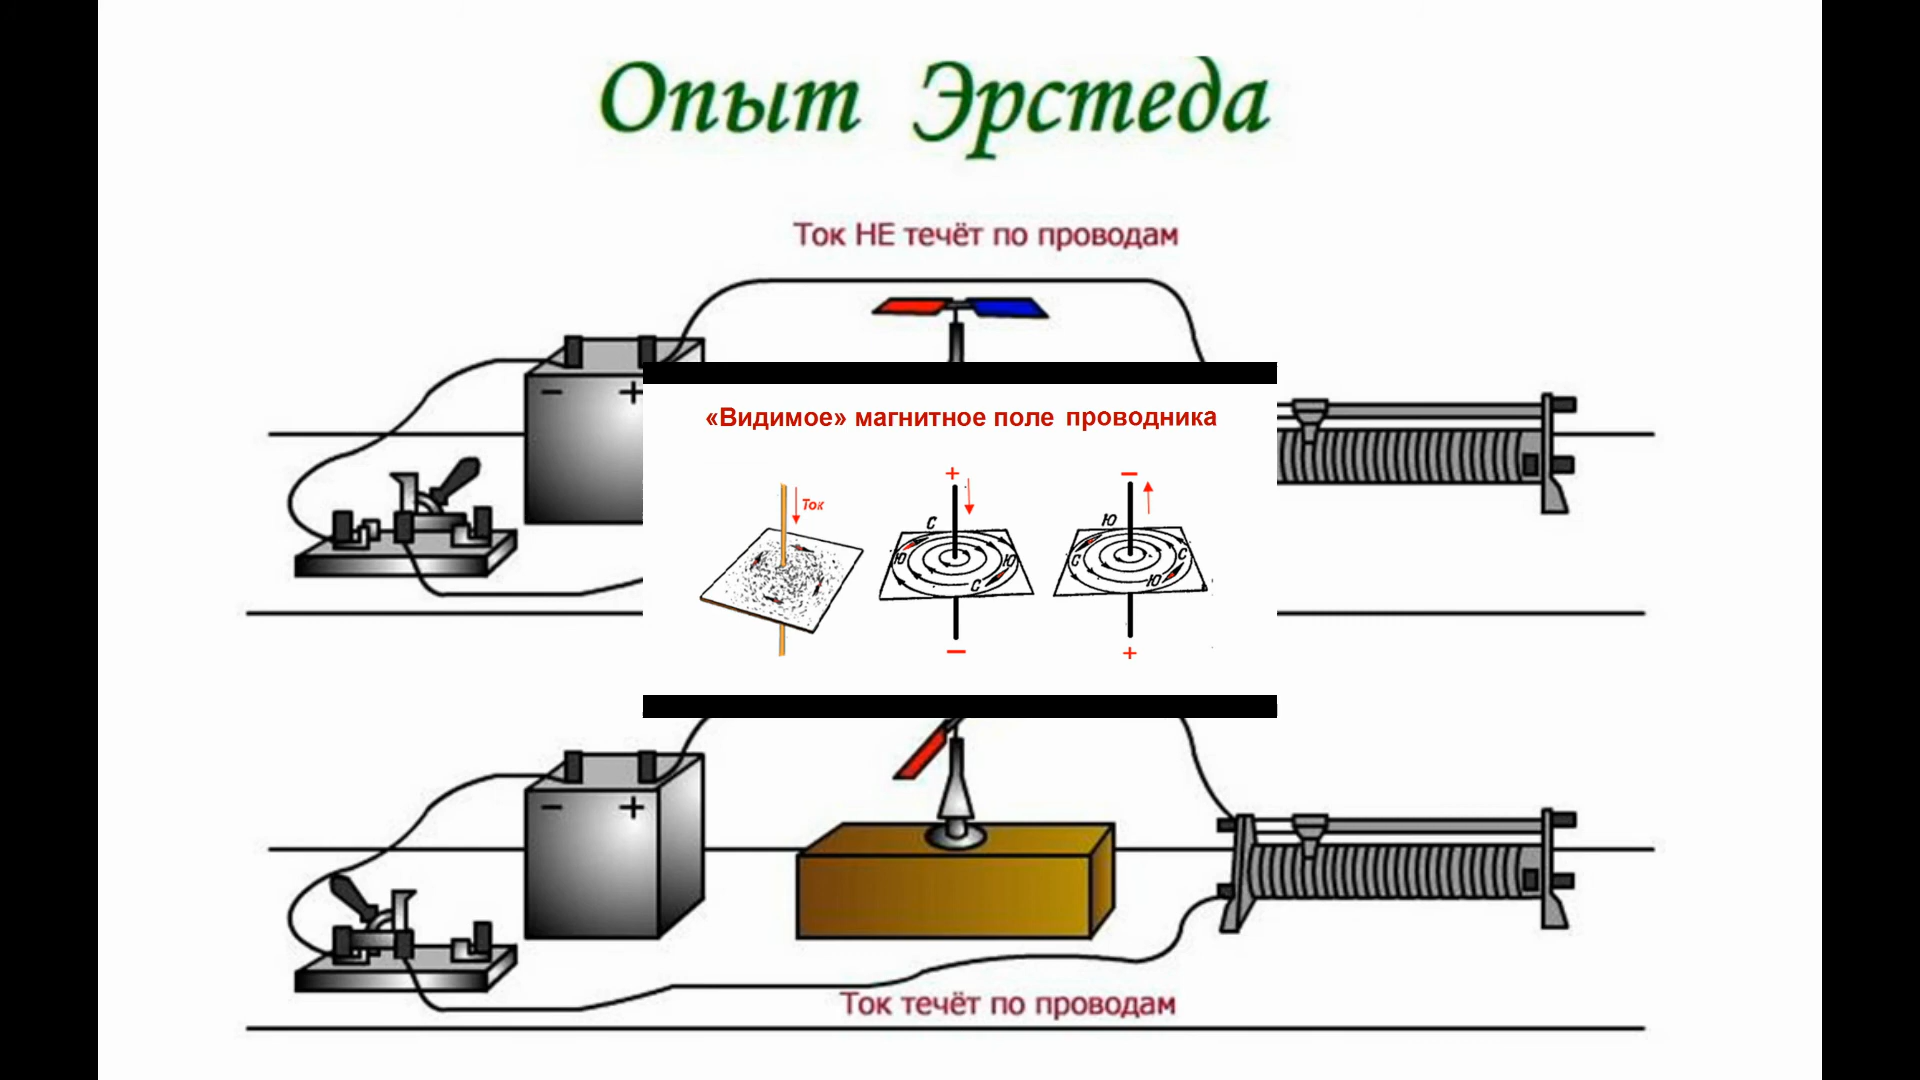 Опыт Эрстеда
Ток НЕ течёт по проводам
− +
«Видимое» магнитное поле проводника
Ток
+ −
С Ю
Ю Ю С С
С Ю
− +
− +
Ток течёт по проводам